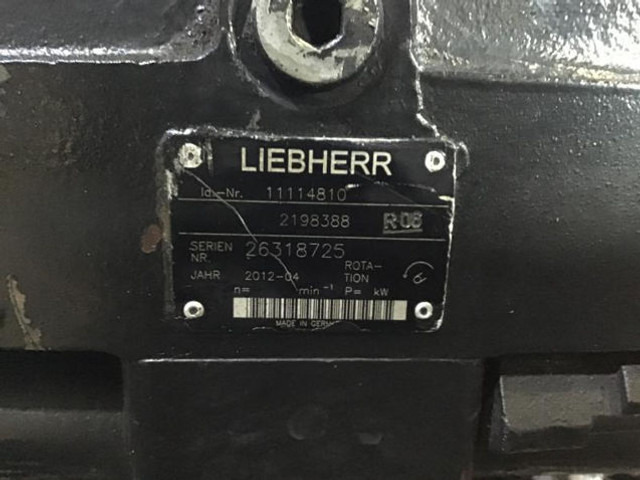 LIEBHERR
Id.-Nr. 11114810
2198388 R06
SERIEN NR. 26318725
JAHR 2012-04 ROTA-TION
n= min⁻¹ P= kW
MADE IN GERM